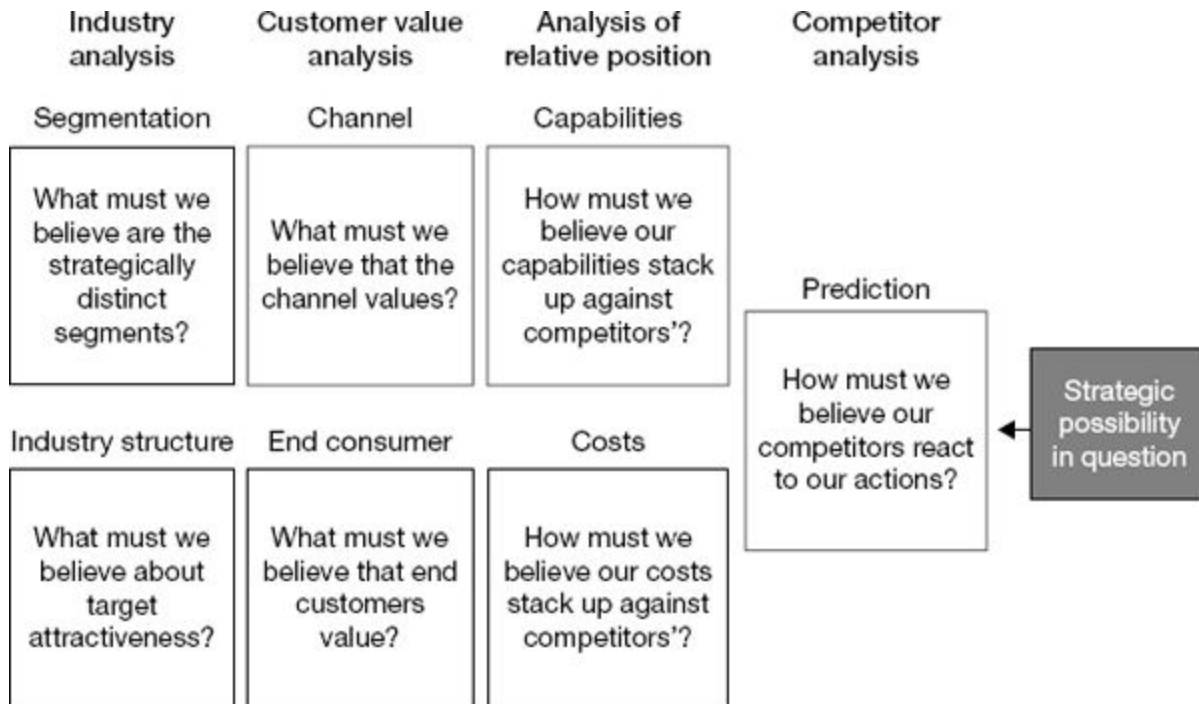 Industry
analysis
Customer value
analysis
Analysis of
relative position
Competitor
analysis
Segmentation
What must we
believe are the
strategically
distinct
segments?
Channel
What must we
believe that the
channel values?
Capabilities
How must we
believe our
capabilities stack
up against
competitors’?
Industry structure
What must we
believe about
target
attractiveness?
End consumer
What must we
believe that end
customers
value?
Costs
How must we
believe our costs
stack up against
competitors’?
Prediction
How must we
believe our
competitors react
to our actions?
Strategic
possibility
in question